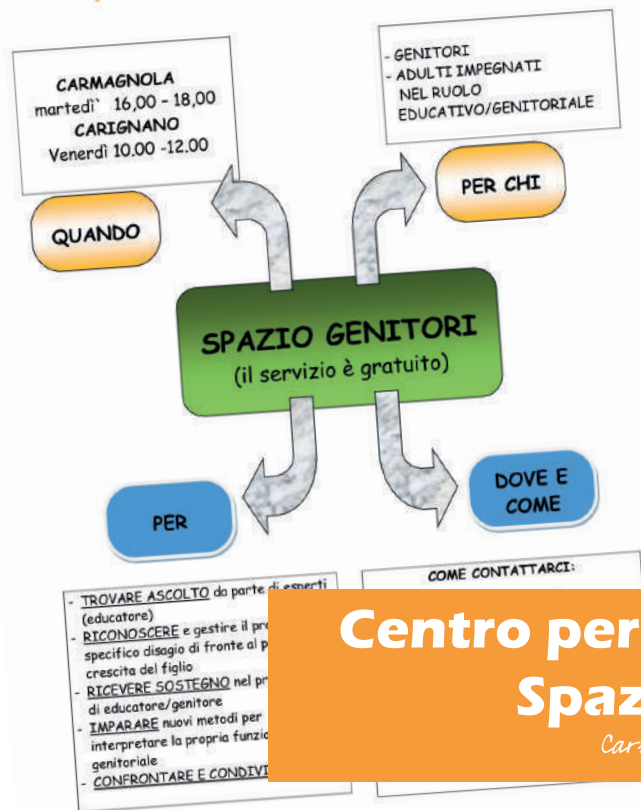 CARMAGNOLA
martedì` 16,00 - 18,00
CARIGNANO
Venerdì 10.00 -12.00
QUANDO
- GENITORI
- ADULTI IMPEGNATI
NEL RUOLO
EDUCATIVO/GENITORIALE
PER CHI
SPAZIO GENITORI
(il servizio è gratuito)
PER
DOVE E
COME
- TROVARE ASCOLTO da parte di esperti
(educatore)
- RICONOSCERE e gestire il
specifico disagio di fronte al
crescita del figlio
- RICEVERE SOSTEGNO nel
di educatore/genitore
- IMPARARE nuovi metodi per
interpretare la propria
genitoriale
- CONFRONTARE E
COME CONTATTARCI:
Centro per